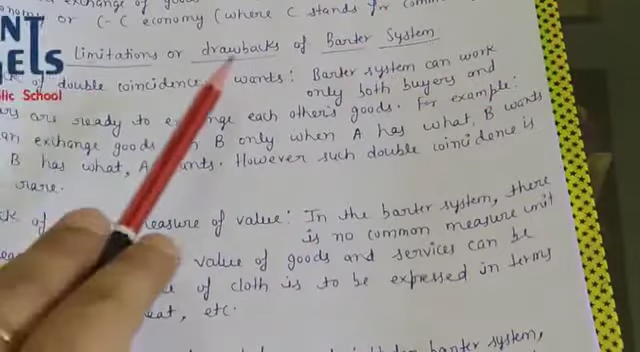 exchange of goods
or C-C economy (where C stands for
Limitations or drawbacks of Barter System
of double coincidence wants: Barter system can work
only both buyers and
are ready to each other's goods. For example:
can exchange goods B only when A has what, B wants
B has what, A However such double coincidence is
rare.
of measure of value: In the barter system, there
is no common measure unit
value of goods and services can be
of cloth is to be expressed in terms
etc.
barter system,
NT
ELS
Public School